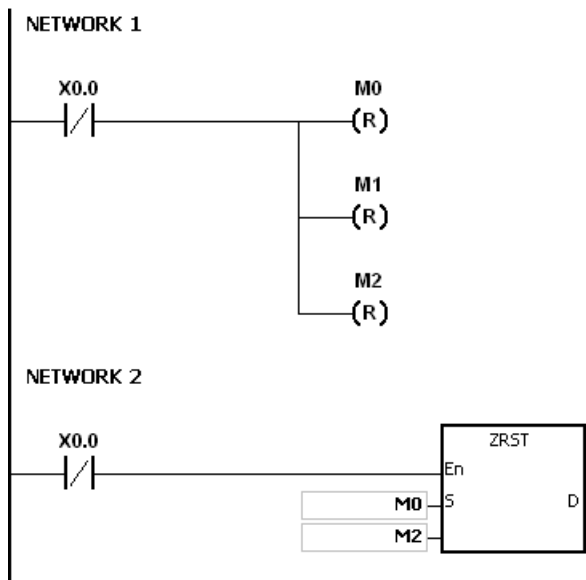 NETWORK 1
X0.0
M0
(R)
M1
(R)
M2
(R)
NETWORK 2
X0.0
ZRST
En
M0 S D
M2